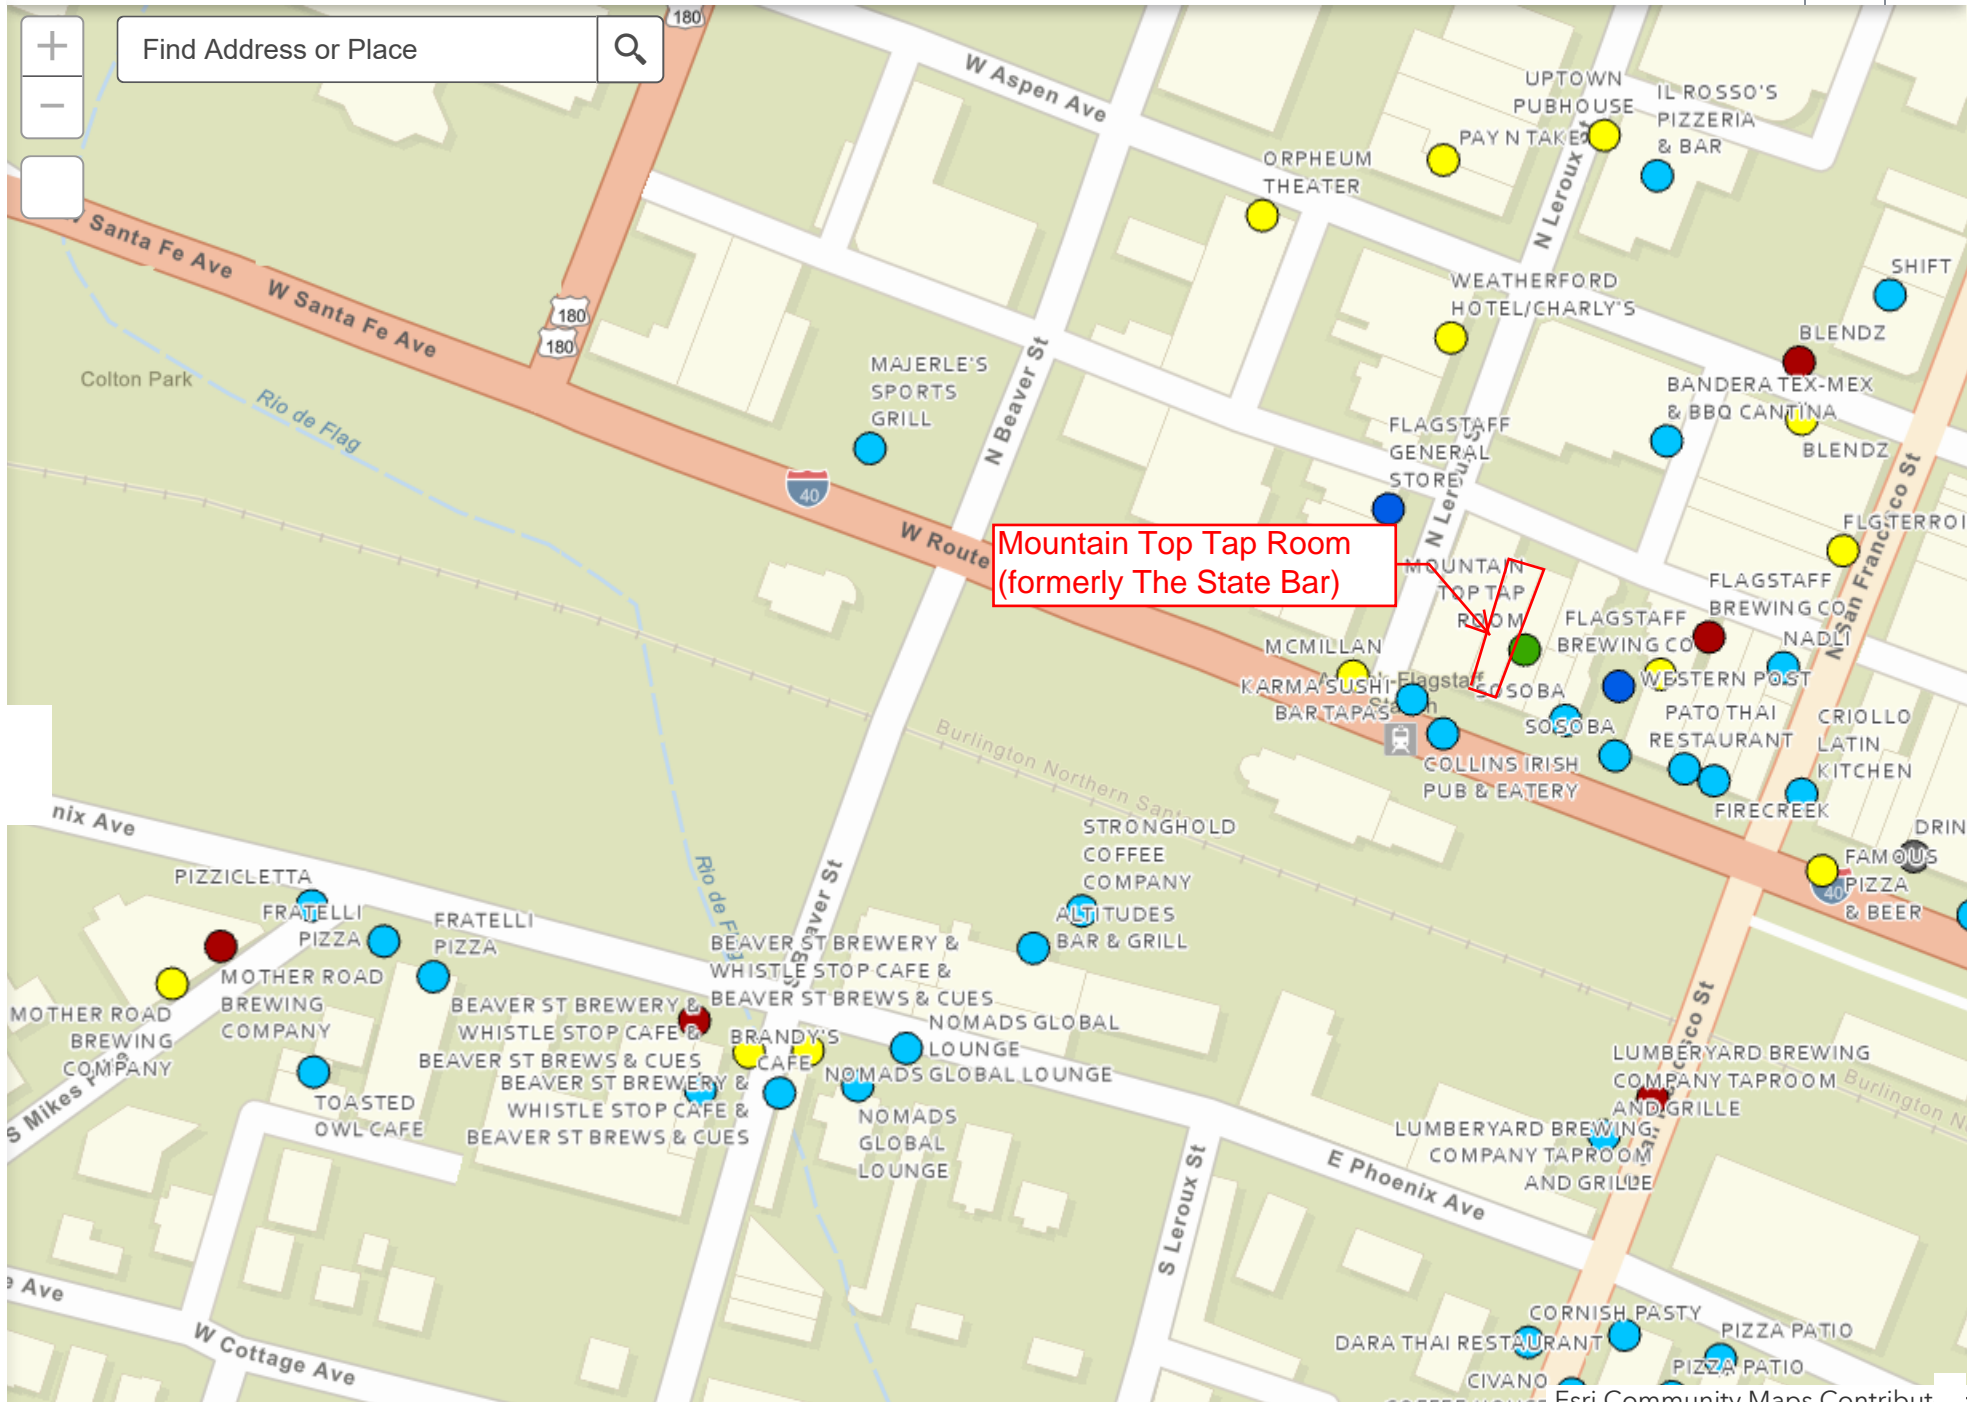 180
Find Address or Place
W Aspen Ave
UPTOWN
PUBHOUSE
IL ROSSO'S
PIZZERIA
& BAR
PAY N TAKE
N Leroux St
ORPHEUM
THEATER
W Santa Fe Ave
W Santa Fe Ave
SHIFT
WEATHERFORD
HOTEL/CHARLY'S
180
180
BLENDZ
Colton Park
Rio de Flag
MAJERLE'S
SPORTS
GRILL
N Beaver St
BANDERA TEX-MEX
& BBQ CANTINA
BLENDZ
FLAGSTAFF
GENERAL
STORE
40
W Route
Mountain Top Tap Room
(formerly The State Bar)
MOUNTAIN
TOP TAP
ROOM
N San Francisco St
FLAGSTAFF
BREWING CO
FLAGSTAFF
BREWING CO
NADLI
MCMILLAN
KARMA SUSHI
BAR TAPAS
SOSOBA
SOSOBA
WESTERN POST
PATO THAI
RESTAURANT
CRIOLLO
LATIN
KITCHEN
COLLINS IRISH
PUB & EATERY
FIRECREEK
Burlington Northern Santa
nix Ave
STRONGHOLD
COFFEE
COMPANY
DRIN
FAMOUS
PIZZA
& BEER
40
PIZZICLETTA
FRATELLI
PIZZA
FRATELLI
PIZZA
ALTITUDES
BAR & GRILL
MOTHER ROAD
BREWING
COMPANY
MOTHER ROAD
BREWING
COMPANY
BEAVER ST BREWERY &
WHISTLE STOP CAFE &
BEAVER ST BREWS & CUES
BEAVER ST BREWERY &
WHISTLE STOP CAFE &
BEAVER ST BREWS & CUES
BEAVER ST BREWERY &
WHISTLE STOP CAFE &
BEAVER ST BREWS & CUES
BRANDY'S
CAFE
NOMADS GLOBAL
LOUNGE
NOMADS GLOBAL LOUNGE
NOMADS
GLOBAL
LOUNGE
TOASTED
OWL CAFE
S Mikes
LUMBERYARD BREWING
COMPANY TAPROOM
AND GRILLE
LUMBERYARD BREWING
COMPANY TAPROOM
AND GRILLE
Burlington N
E Phoenix Ave
S Leroux St
e Ave
W Cottage Ave
CORNISH PASTY
DARA THAI RESTAURANT
PIZZA PATIO
PIZZA PATIO
CIVANO
Esri Community Maps Contribut